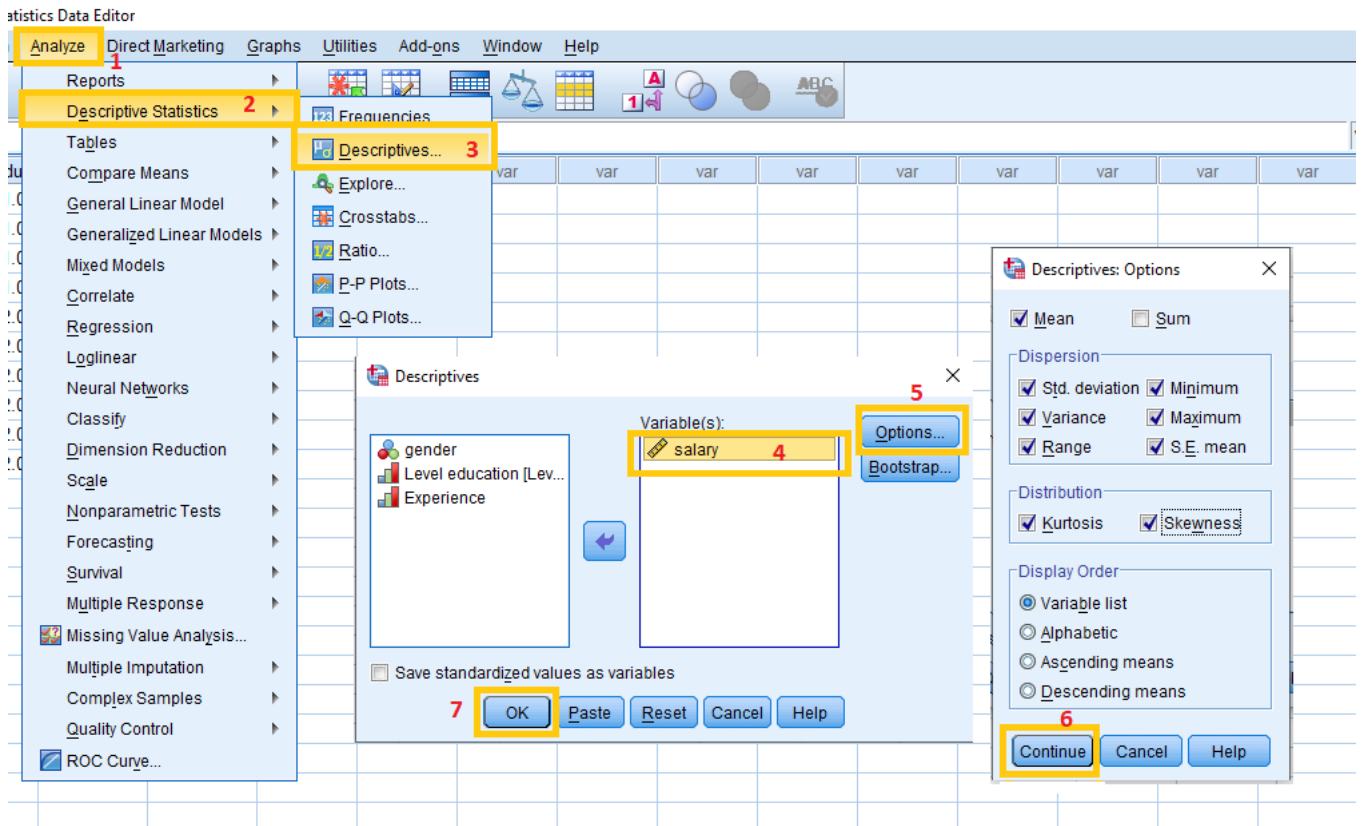 atistics Data Editor
Analyze Direct Marketing Graphs Utilities Add-ons Window Help
1
Reports
Descriptive Statistics 2
Tables
Compare Means
General Linear Model
Generalized Linear Models
Mixed Models
Correlate
Regression
Loglinear
Neural Networks
Classify
Dimension Reduction
Scale
Nonparametric Tests
Forecasting
Survival
Multiple Response
Missing Value Analysis...
Multiple Imputation
Complex Samples
Quality Control
ROC Curve...
123 Frequencies
Descriptives... 3
Explore...
Crosstabs...
1/2 Ratio...
P-P Plots...
Q-Q Plots...
A
1
ABC
var var var var var var var var var
Descriptives
gender
Level education [Lev...
Experience
Variable(s):
salary 4
5
Options...
Bootstrap...
Save standardized values as variables
7 OK Paste Reset Cancel Help
Descriptives: Options
Mean Sum
Dispersion
Std. deviation Minimum
Variance Maximum
Range S.E. mean
Distribution
Kurtosis Skewness
Display Order
Variable list
Alphabetic
Ascending means
Descending means
6
Continue Cancel Help